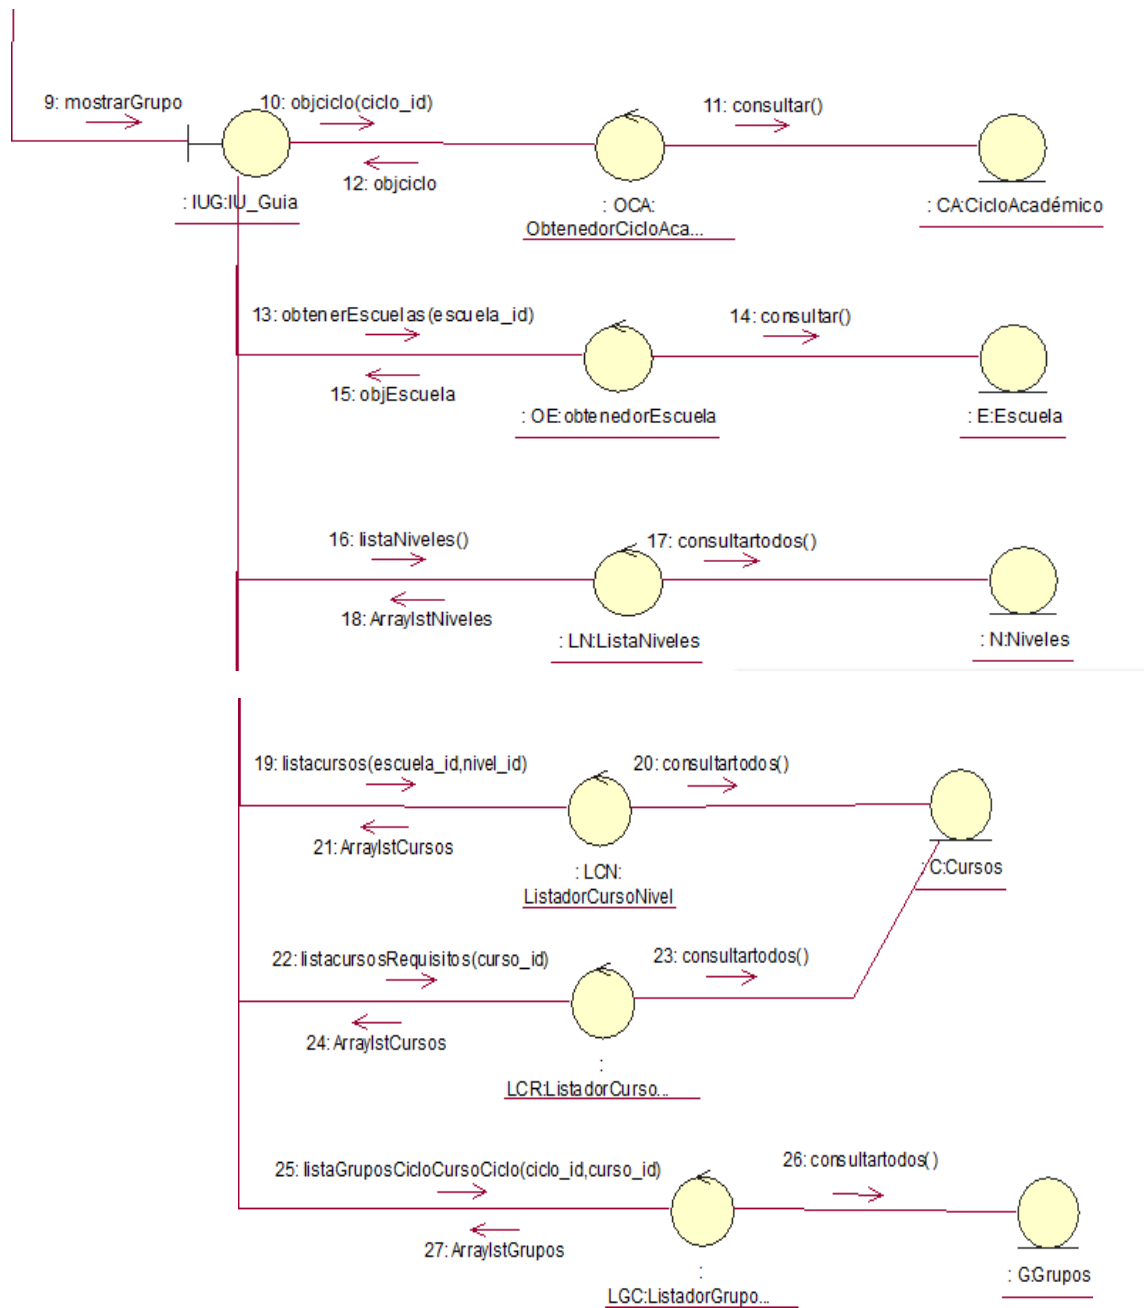 9: mostrarGrupo
10: objciclo(ciclo_id)
11: consultar()
12: objciclo
: IUG:IU_Guia
: OCA:
ObtenedorCicloAca...
: CA:CicloAcadémico
13: obtenerEscuelas(escuela_id)
14: consultar()
15: objEscuela
: OE:obtenedorEscuela
: E:Escuela
16: listaNiveles()
17: consultartodos()
18: ArraylstNiveles
: LN:ListaNiveles
: N:Niveles
19: listacursos(escuela_id,nivel_id)
20: consultartodos()
21: ArraylstCursos
: LCN:
ListadorCursoNivel
: C:Cursos
22: listacursosRequisitos(curso_id)
23: consultartodos()
24: ArraylstCursos
:
LCR:ListadorCurso...
25: listaGruposCicloCursoCiclo(ciclo_id,curso_id)
26: consultartodos()
27: ArraylstGrupos
:
LGC:ListadorGrupo...
: G:Grupos